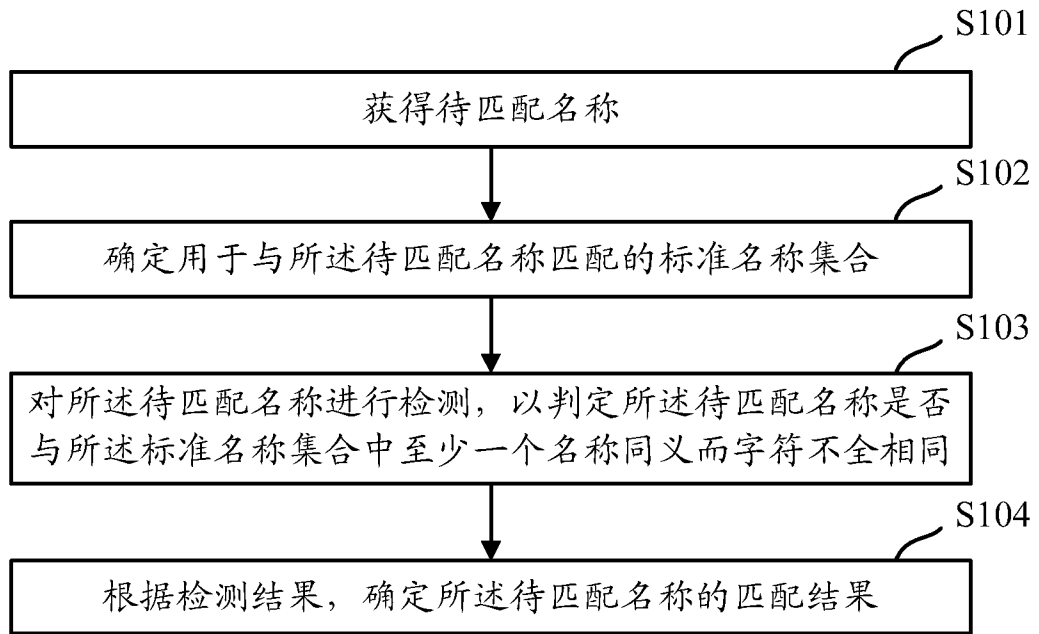 S101
获得待匹配名称
S102
确定用于与所述待匹配名称匹配的标准名称集合
S103
对所述待匹配名称进行检测，以判定所述待匹配名称是否
与所述标准名称集合中至少一个名称同义而字符不全相同
S104
根据检测结果，确定所述待匹配名称的匹配结果